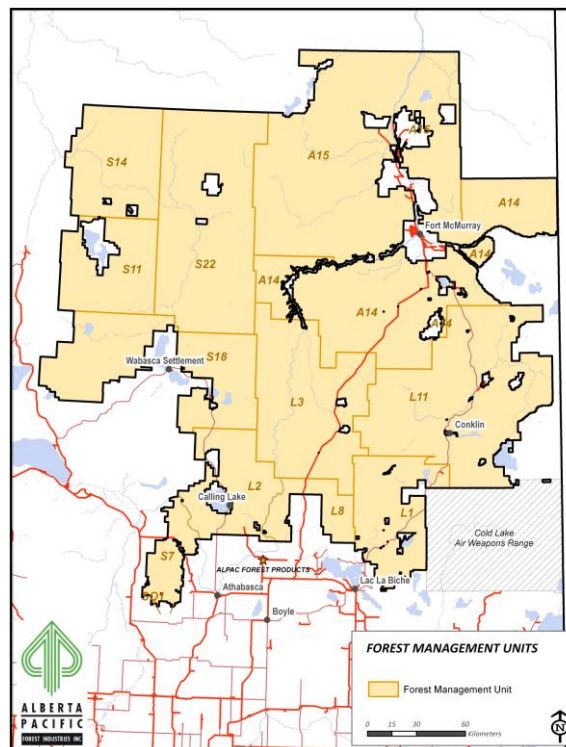 S14
A15
A15
A14
Fort McMurray
S11
S22
A14
A14
A14
A14
Wabasca Settlement
S18
L3
L11
Conklin
L2
Calling Lake
L8
L1
Cold Lake
Air Weapons Range
S7
ALPAC FOREST PRODUCTS
Athabasca
Lac La Biche
Boyle
FOREST MANAGEMENT UNITS
Forest Management Unit
0 15 30 60
Kilometers
N
ALBERTA
PACIFIC
FOREST INDUSTRIES INC